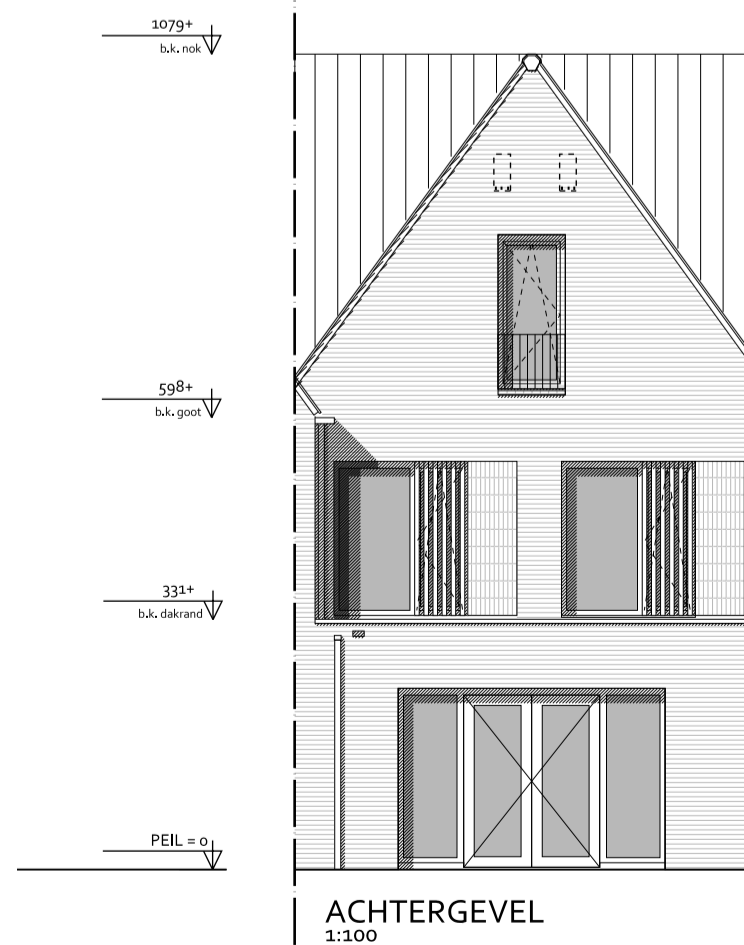 1079+
b.k. nok
598+
b.k. goot
331+
b.k. dakrand
PEIL = 0
ACHTERGEVEL
1:100